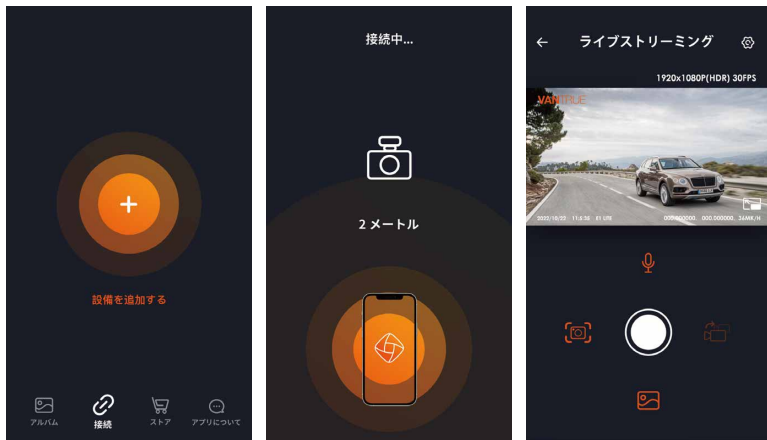 設備を追加する
アルバム
接続
ストア
アプリについて
接続中...
2 メートル
ライブストリーミング
1920x1080P(HDR) 30FPS
VANTRUE